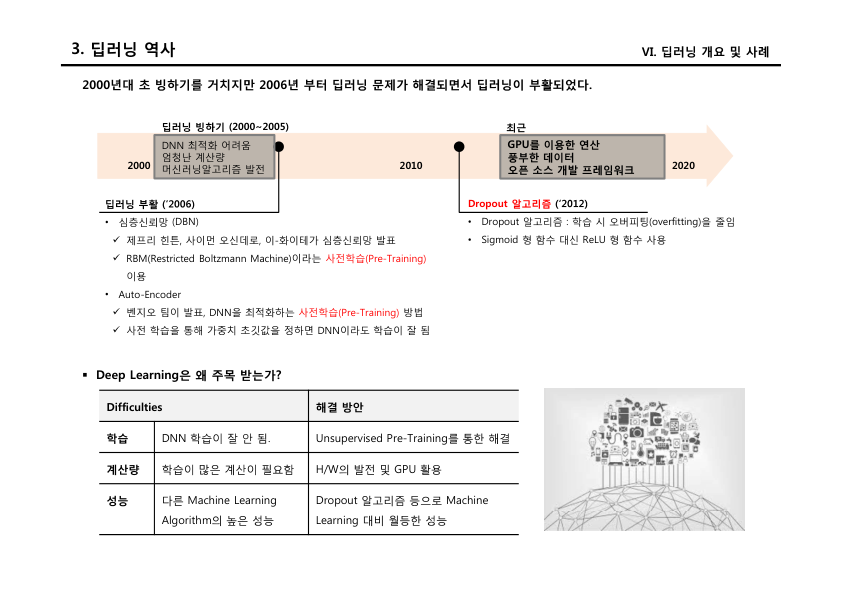 3. 딥러닝 역사
VI. 딥러닝 개요 및 사례
2000년대 초 빙하기를 거치지만 2006년 부터 딥러닝 문제가 해결되면서 딥러닝이 부활되었다.
딥러닝 빙하기 (2000~2005)
최근
DNN 최적화 어려움
엄청난 계산량
머신러닝알고리즘 발전
GPU를 이용한 연산
풍부한 데이터
오픈 소스 개발 프레임워크
2000
2010
2020
딥러닝 부활 (’2006)
• 심층신뢰망 (DBN)
✓ 제프리 힌튼, 사이먼 오신데로, 이-화이테가 심층신뢰망 발표
✓ RBM(Restricted Boltzmann Machine)이라는 사전학습(Pre-Training)
이용
• Auto-Encoder
✓ 벤지오 팀이 발표, DNN을 최적화하는 사전학습(Pre-Training) 방법
✓ 사전 학습을 통해 가중치 초깃값을 정하면 DNN이라도 학습이 잘 됨
Dropout 알고리즘 (’2012)
• Dropout 알고리즘 : 학습 시 오버피팅(overfitting)을 줄임
• Sigmoid 형 함수 대신 ReLU 형 함수 사용
▪ Deep Learning은 왜 주목 받는가?
Difficulties
해결 방안
학습
DNN 학습이 잘 안 됨.
Unsupervised Pre-Training를 통한 해결
계산량
학습이 많은 계산이 필요함
H/W의 발전 및 GPU 활용
성능
다른 Machine Learning
Algorithm의 높은 성능
Dropout 알고리즘 등으로 Machine
Learning 대비 월등한 성능